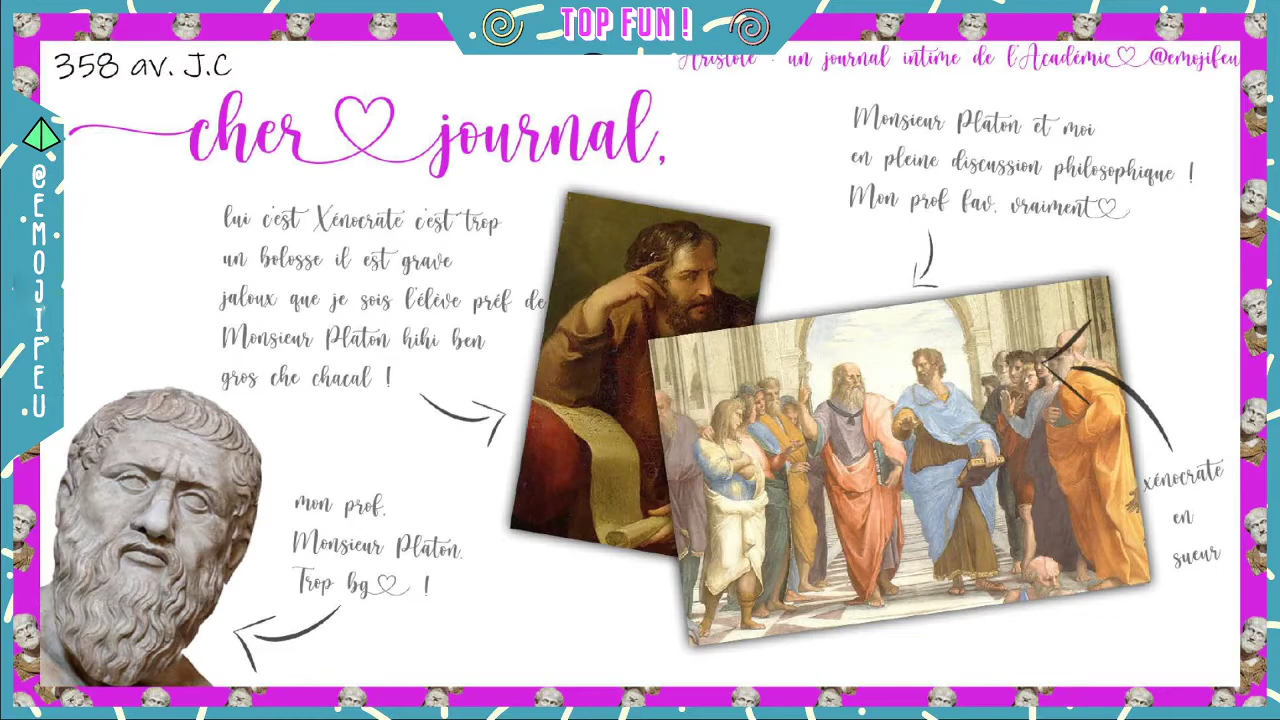 TOP FUN !
358 av. J.C
Aristote : un journal intime de l'Académie @emojifeu
cher journal,
@EMOJIFEU
Monsieur Platon et moi
en pleine discussion philosophique !
Mon prof fav. vraiment
lui c'est Xénocrate c'est trop
un bolosse il est grave
jaloux que je sois l'élève préf de
Monsieur Platon hihi ben
gros che chacal !
xénocrate
en
sueur
mon prof.
Monsieur Platon.
Trop bg !